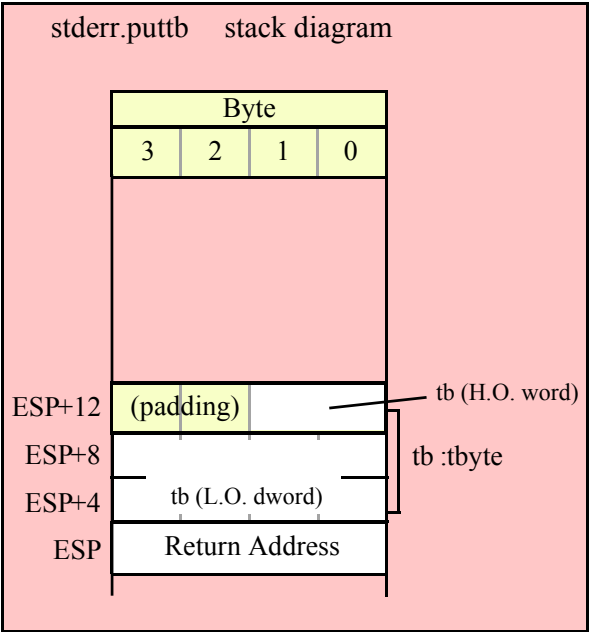 stderr.puttb stack diagram
Byte
3 2 1 0
ESP+12 (padding) tb (H.O. word)
ESP+8 tb :tbyte
ESP+4 tb (L.O. dword)
ESP Return Address